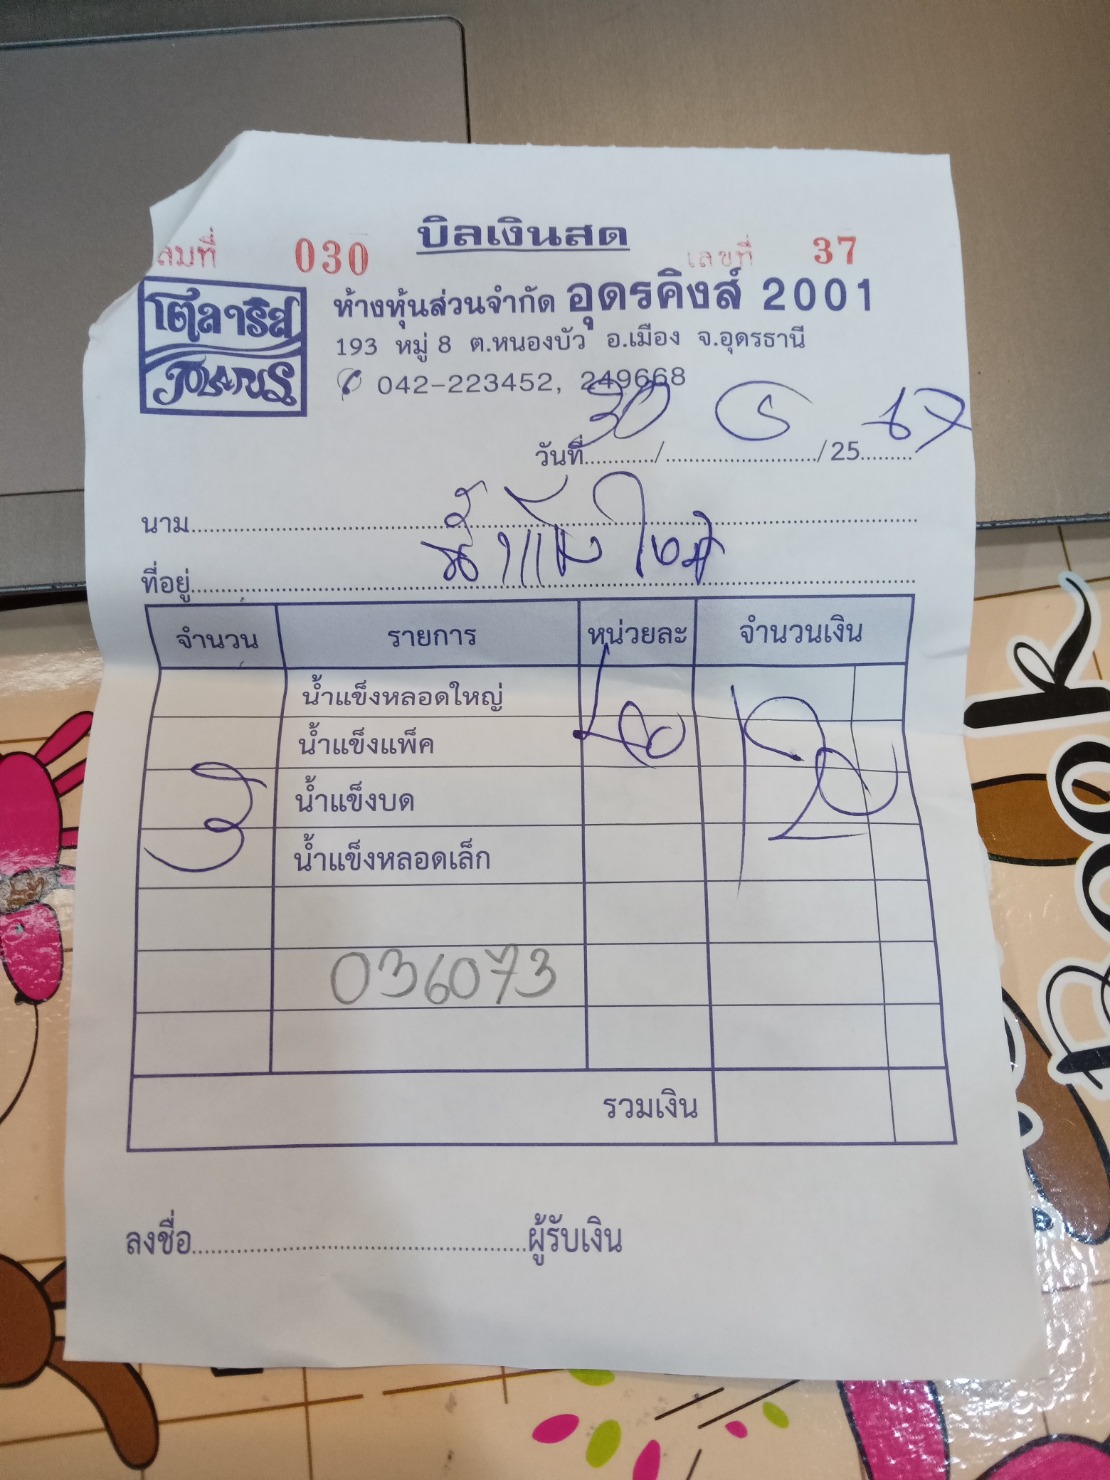 บิลเงินสด
ล่มที่ 030 เลขที่ 37
โตลาริส
POLARIS
ห้างหุ้นส่วนจำกัด อุดรคิงส์ 2001
193 หมู่ 8 ต.หนองบัว อ.เมือง จ.อุดรธานี
042-223452, 249668
วันที่ 30 / 5 / 25 67
นาม
น้ำแข็ง
ที่อยู่
จำนวน รายการ หน่วยละ จำนวนเงิน
น้ำแข็งหลอดใหญ่
น้ำแข็งแพ็ค 40 120
3 น้ำแข็งบด
น้ำแข็งหลอดเล็ก
036073
รวมเงิน
ลงชื่อ ผู้รับเงิน
Book